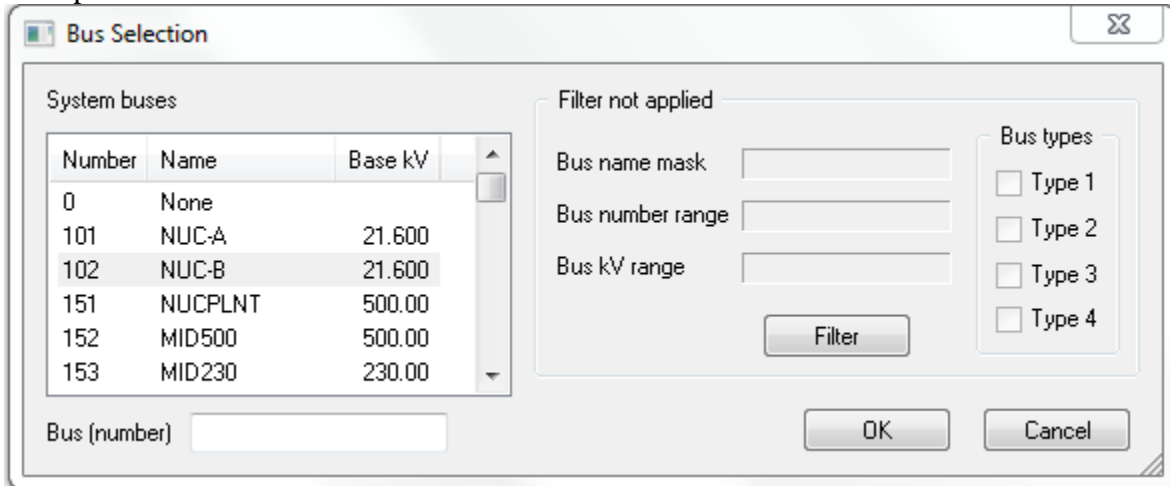 Bus Selection
System buses
Number Name Base kV
0 None
101 NUC-A 21.600
102 NUC-B 21.600
151 NUCPLNT 500.00
152 MID500 500.00
153 MID230 230.00
Bus (number)
Filter not applied
Bus name mask
Bus number range
Bus kV range
Filter
Bus types
Type 1
Type 2
Type 3
Type 4
OK Cancel